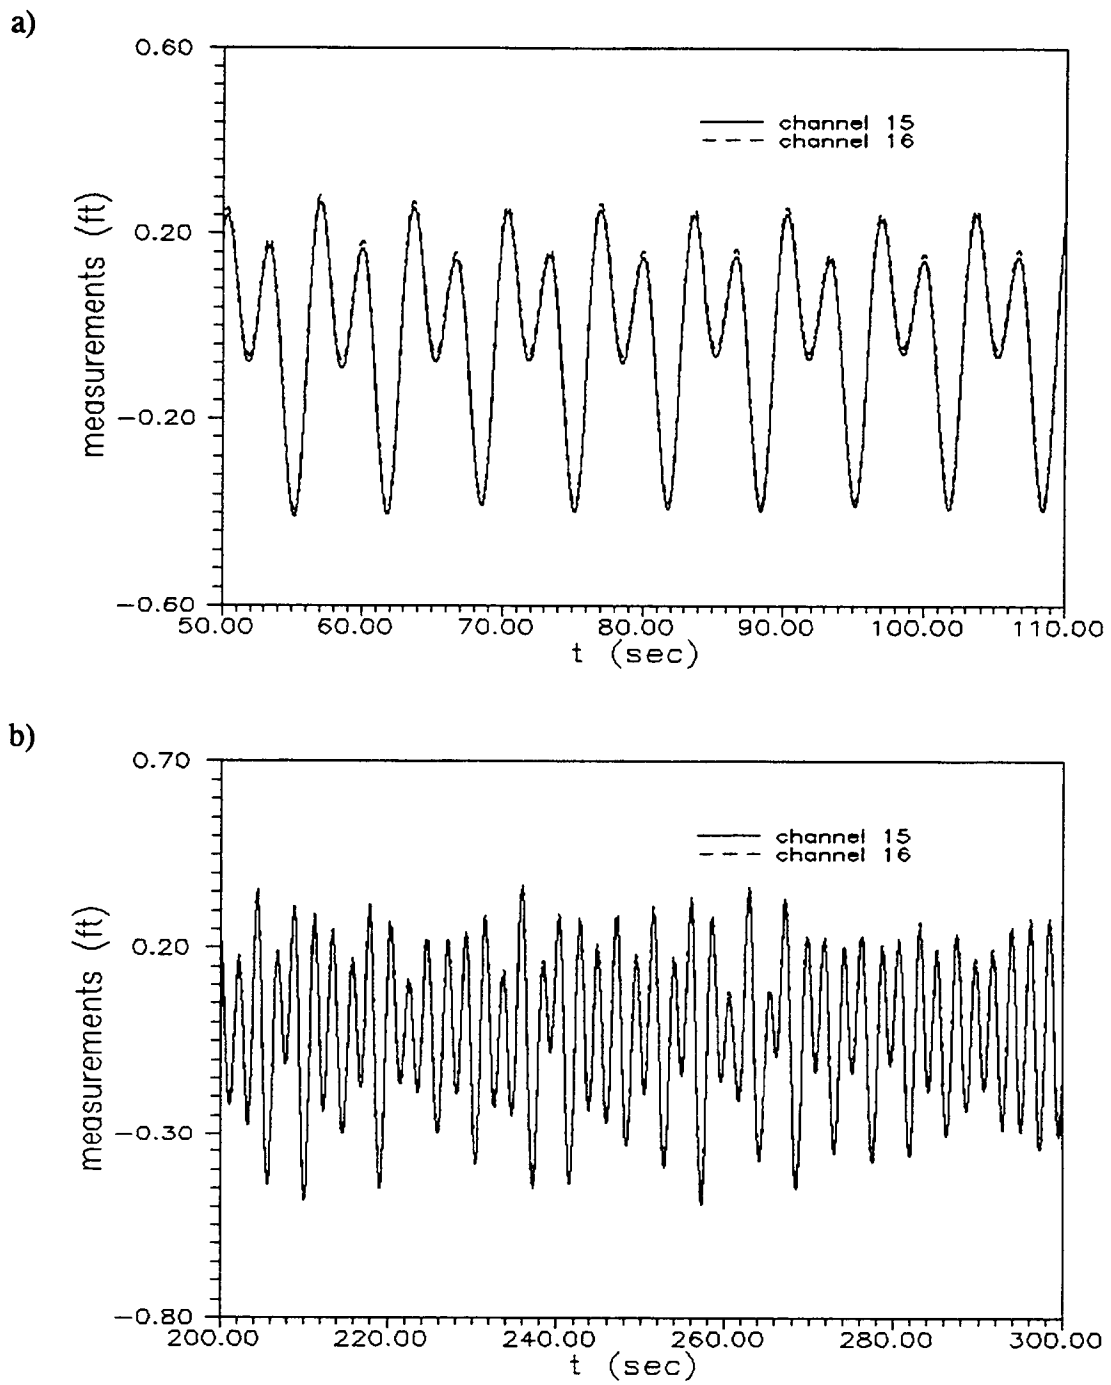 a)
0.60
0.20
−0.20
−0.60
measurements (ft)
channel 15
channel 16
50.00 60.00 70.00 80.00 90.00 100.00 110.00
t (sec)
b)
0.70
0.20
−0.30
−0.80
measurements (ft)
channel 15
channel 16
200.00 220.00 240.00 260.00 280.00 300.00
t (sec)